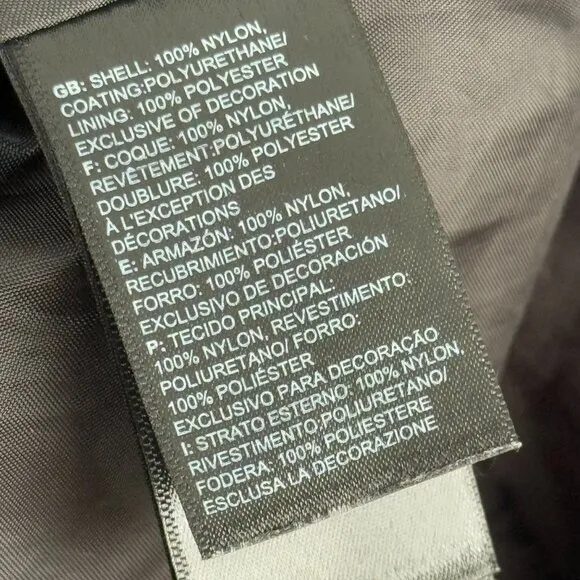 GB: SHELL: 100% NYLON,
COATING:POLYURETHANE/
LINING: 100% POLYESTER
EXCLUSIVE OF DECORATION
F: COQUE: 100% NYLON,
REVÊTEMENT:POLYURÉTHANE/
DOUBLURE: 100% POLYESTER
À L'EXCEPTION DES
DÉCORATIONS
E: ARMAZÓN: 100% NYLON,
RECUBRIMIENTO:POLIURETANO/
FORRO: 100% POLIÉSTER
EXCLUSIVO DE DECORACIÓN
P: TECIDO PRINCIPAL:
100% NYLON, REVESTIMENTO:
POLIURETANO/ FORRO:
100% POLIÉSTER
EXCLUSIVO PARA DECORAÇÃO
I: STRATO ESTERNO: 100% NYLON,
RIVESTIMENTO:POLIURETANO/
FODERA: 100% POLIESTERE
ESCLUSA LA DECORAZIONE